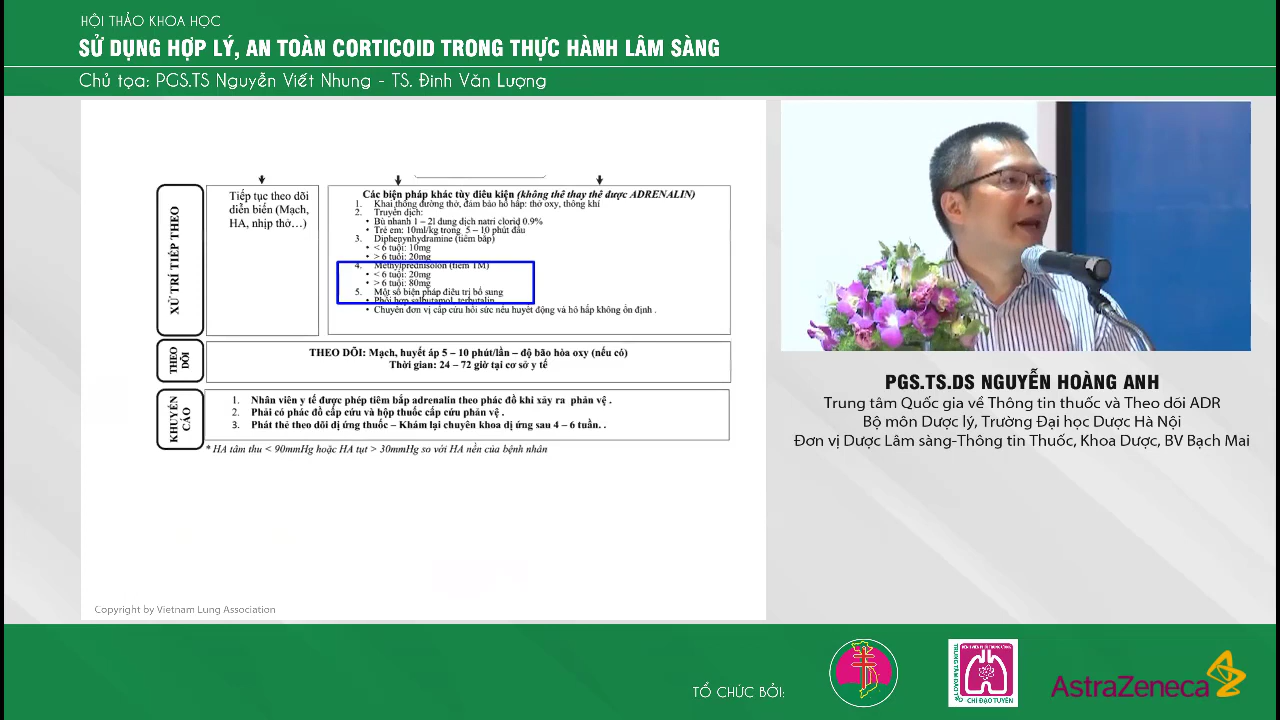 HỘI THẢO KHOA HỌC
SỬ DỤNG HỢP LÝ, AN TOÀN CORTICOID TRONG THỰC HÀNH LÂM SÀNG
Chủ tọa: PGS.TS Nguyễn Viết Nhung - TS. Đinh Văn Lượng
XỬ TRÍ TIẾP THEO
Tiếp tục theo dõi
diễn biến (Mạch,
HA, nhịp thở…)
Các biện pháp khác tùy điều kiện (không thể thay thế được ADRENALIN)
1. Khai thông đường thở, đảm bảo hô hấp: thở oxy, thông khí
2. Truyền dịch:
• Bù nhanh 1 – 2l dung dịch natri clorid 0.9%
• Trẻ em: 10ml/kg trong 5 – 10 phút đầu
3. Diphepynhydramine (tiêm bắp)
• < 6 tuổi: 10mg
• > 6 tuổi: 20mg
4. Methylprednisolon (tiêm TM)
• < 6 tuổi: 20mg
• > 6 tuổi: 80mg
5. Một số biện pháp điều trị bổ sung
• Phối hợp salbutamol, terbutalin
• Chuyển đơn vị cấp cứu hồi sức nếu huyết động và hô hấp không ổn định .
THEO DÕI
THEO DÕI: Mạch, huyết áp 5 – 10 phút/lần – độ bão hòa oxy (nếu có)
Thời gian: 24 – 72 giờ tại cơ sở y tế
KHUYẾN CÁO
1. Nhân viên y tế được phép tiêm bắp adrenalin theo phác đồ khi xảy ra phản vệ .
2. Phải có phác đồ cấp cứu và hộp thuốc cấp cứu phản vệ .
3. Phát thẻ theo dõi dị ứng thuốc – Khám lại chuyên khoa dị ứng sau 4 – 6 tuần. .
* HA tâm thu < 90mmHg hoặc HA tụt > 30mmHg so với HA nền của bệnh nhân
Copyright by Vietnam Lung Association
PGS.TS.DS NGUYỄN HOÀNG ANH
Trung tâm Quốc gia về Thông tin thuốc và Theo dõi ADR
Bộ môn Dược lý, Trường Đại học Dược Hà Nội
Đơn vị Dược Lâm sàng-Thông tin Thuốc, Khoa Dược, BV Bạch Mai
TỔ CHỨC BỞI:
CHỈ ĐẠO TUYẾN
AstraZeneca